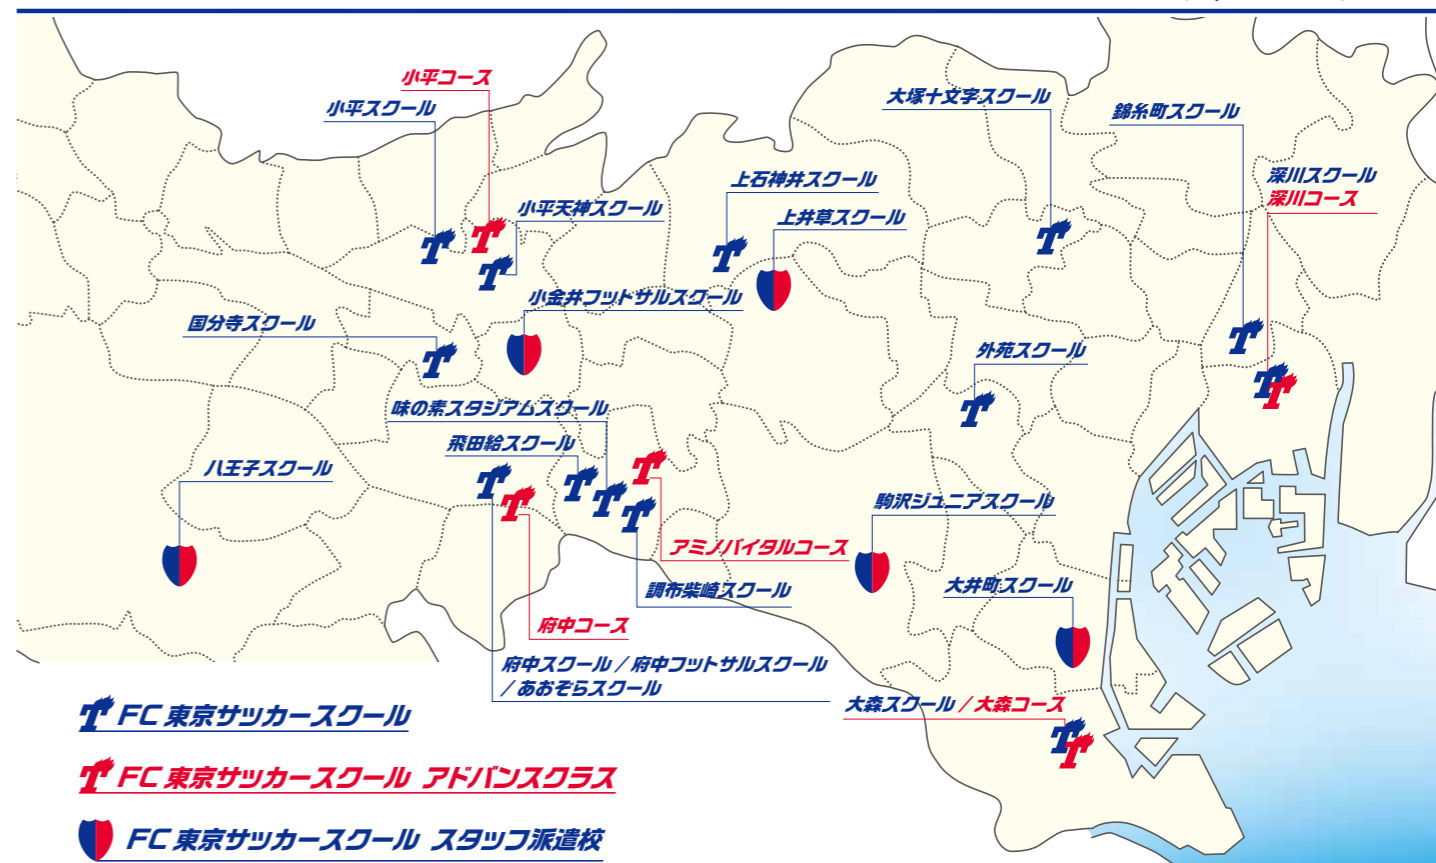 小平コース
小平スクール
大塚十文字スクール
錦糸町スクール
深川スクール
深川コース
上石神井スクール
小平天神スクール
上井草スクール
小金井フットサルスクール
国分寺スクール
外苑スクール
味の素スタジアムスクール
飛田給スクール
八王子スクール
駒沢ジュニアスクール
アミノバイタルコース
大井町スクール
調布柴崎スクール
府中コース
府中スクール / 府中フットサルスクール
/ あおぞらスクール
大森スクール / 大森コース
FC東京サッカースクール
FC東京サッカースクール アドバンスクラス
FC東京サッカースクール スタッフ派遣校